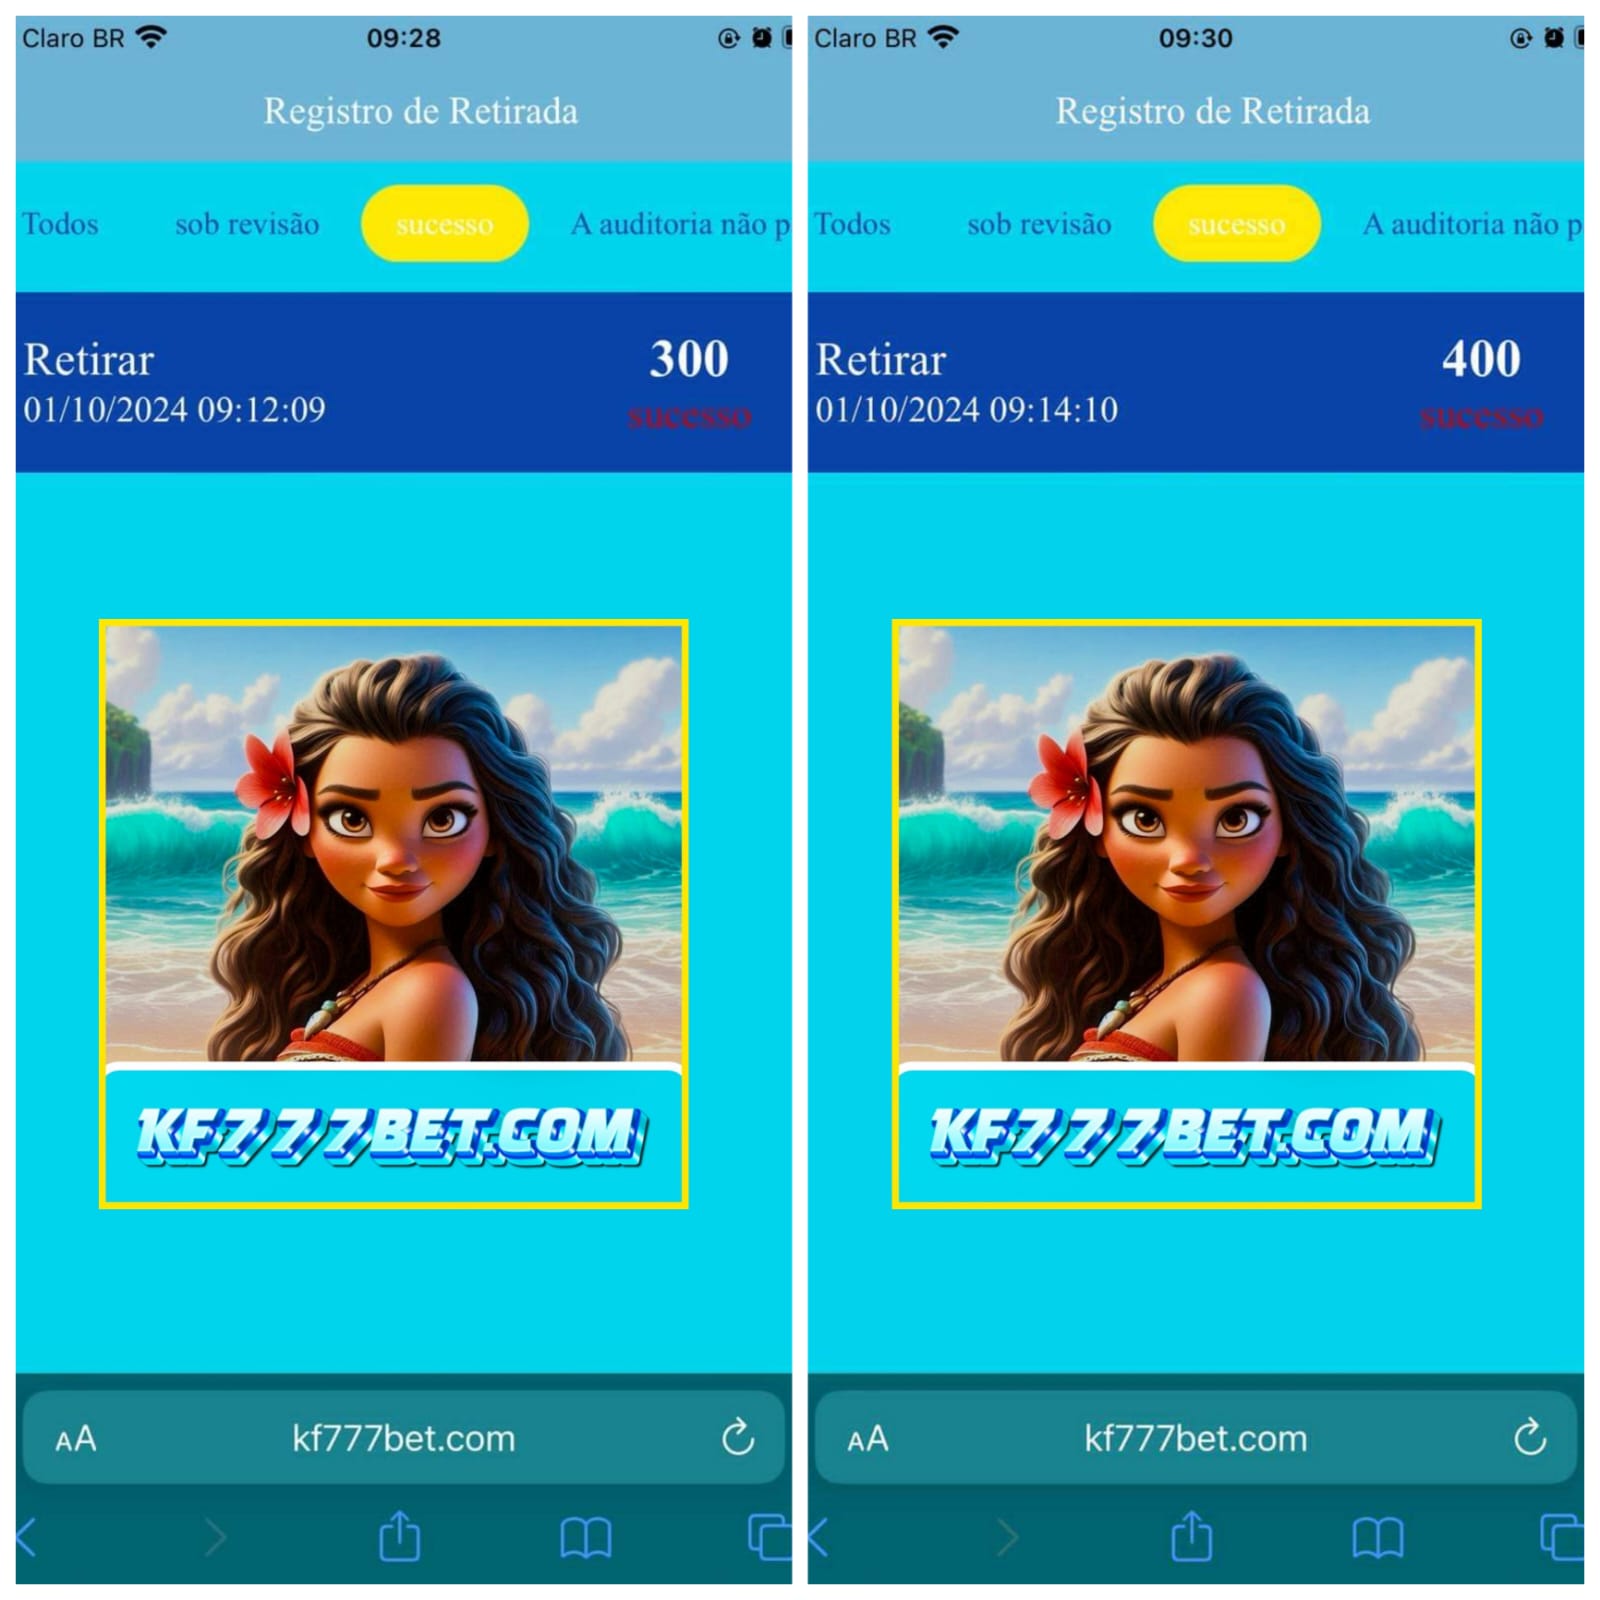 Claro BR 09:28
Registro de Retirada
Todos sob revisão sucesso A auditoria não p
Retirar 300
01/10/2024 09:12:09 sucesso
KF777BET.COM
AA kf777bet.com
Claro BR 09:30
Registro de Retirada
Todos sob revisão sucesso A auditoria não p
Retirar 400
01/10/2024 09:14:10 sucesso
KF777BET.COM
AA kf777bet.com